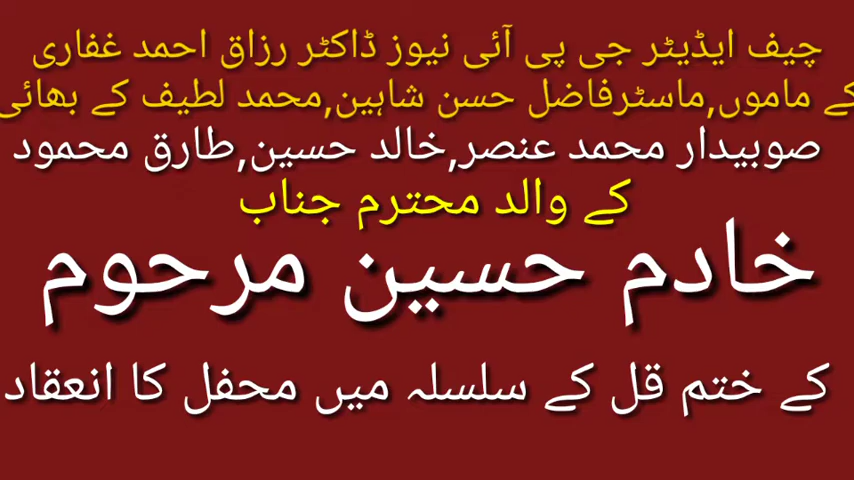 چیف ایڈیٹر جی پی آئی نیوز ڈاکٹر رزاق احمد غفاری
کے ماموں,ماسٹرفاضل حسن شاہین,محمد لطیف کے بھائی
صوبیدار محمد عنصر,خالد حسین,طارق محمود
کے والد محترم جناب
خادم حسین مرحوم
کے ختم قل کے سلسلہ میں محفل کا انعقاد